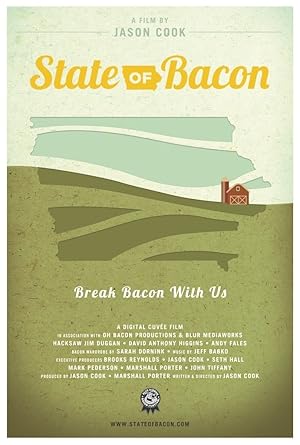 A FILM BY
JASON COOK
State OF Bacon
Break Bacon With Us
A DIGITAL CUVÉE FILM
IN ASSOCIATION WITH OH BACON PRODUCTIONS & BLUR MEDIAWORKS
HACKSAW JIM DUGGAN • DAVID ANTHONY HIGGINS • ANDY FALES
BACON WARDROBE BY SARAH DORNINK • MUSIC BY JEFF BABKO
EXECUTIVE PRODUCERS BROOKS REYNOLDS • JASON COOK • SETH HALL
MARK PEDERSON • MARSHALL PORTER • JOHN TIFFANY
PRODUCED BY JASON COOK • MARSHALL PORTER WRITTEN & DIRECTED BY JASON COOK
WWW.STATEOFBACON.COM